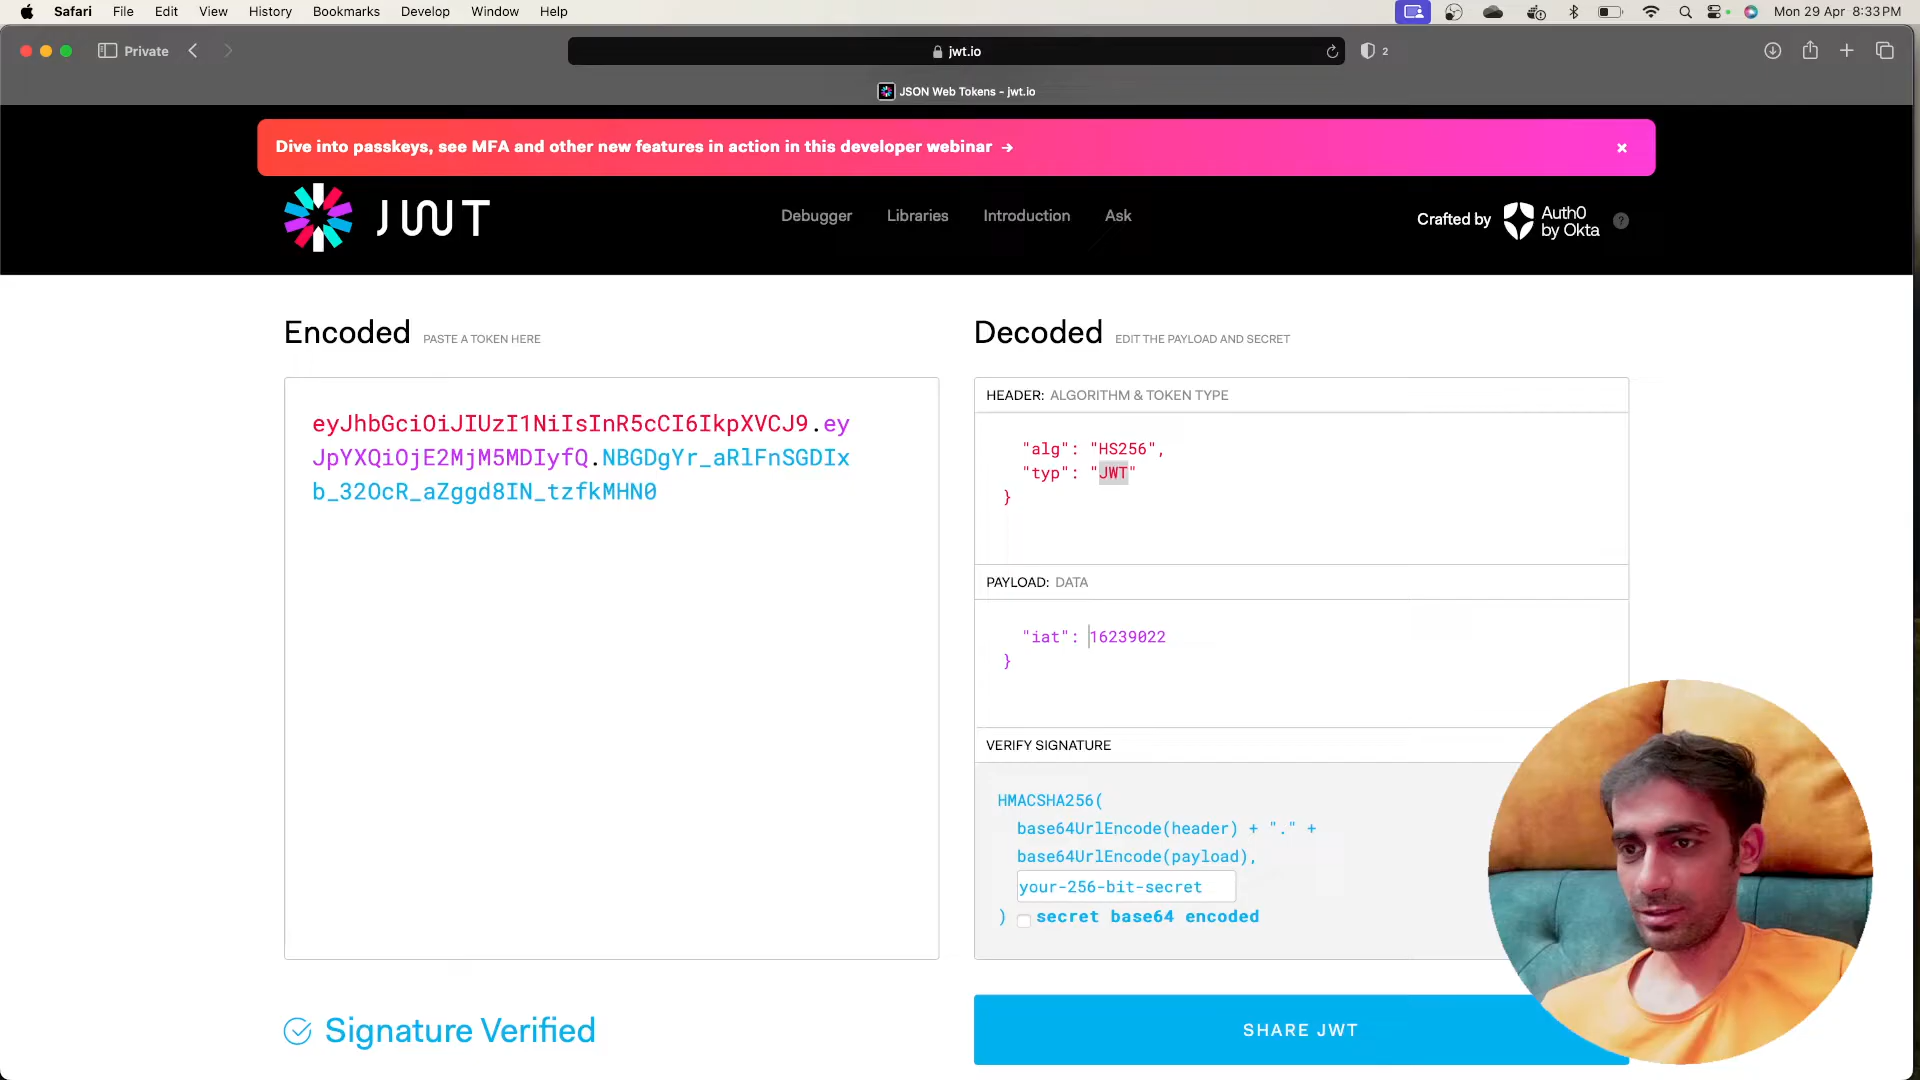 Safari File Edit View History Bookmarks Develop Window Help Mon 29 Apr 8:33 PM
Private jwt.io 2
JSON Web Tokens - jwt.io
Dive into passkeys, see MFA and other new features in action in this developer webinar → ×
JWT Debugger Libraries Introduction Ask Crafted by Auth0 by Okta ?
Encoded PASTE A TOKEN HERE
eyJhbGciOiJIUzI1NiIsInR5cCI6IkpXVCJ9.ey
JpYXQiOjE2MjM5MDIyfQ.NBGDgYr_aRlFnSGDIx
b_32OcR_aZggd8IN_tzfkMHN0
Signature Verified
Decoded EDIT THE PAYLOAD AND SECRET
HEADER: ALGORITHM & TOKEN TYPE
"alg": "HS256",
"typ": "JWT"
}
PAYLOAD: DATA
"iat": 16239022
}
VERIFY SIGNATURE
HMACSHA256(
base64UrlEncode(header) + "." +
base64UrlEncode(payload),
your-256-bit-secret
) secret base64 encoded
SHARE JWT